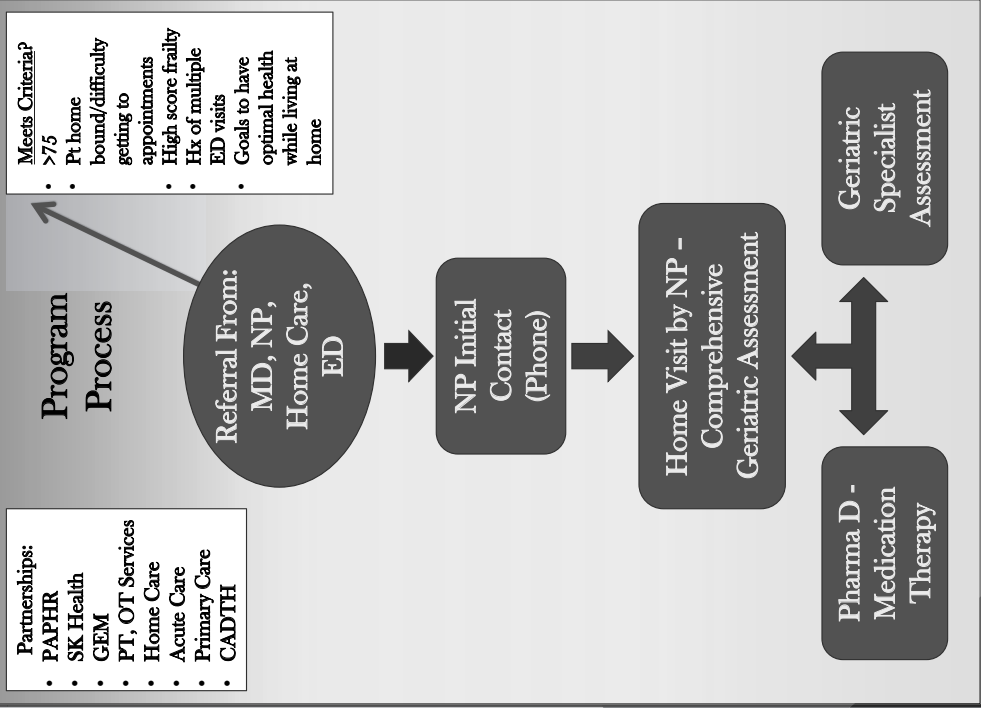 Program
Process
Partnerships:
• PAPHR
• SK Health
• GEM
• PT, OT Services
• Home Care
• Acute Care
• Primary Care
• CADTH
Referral From:
MD, NP,
Home Care,
ED
Meets Criteria?
• >75
• Pt home
bound/difficulty
getting to
appointments
• High score frailty
• Hx of multiple
ED visits
• Goals to have
optimal health
while living at
home
NP Initial
Contact
(Phone)
Home Visit by NP –
Comprehensive
Geriatric Assessment
Pharma D -
Medication
Therapy
Geriatric
Specialist
Assessment